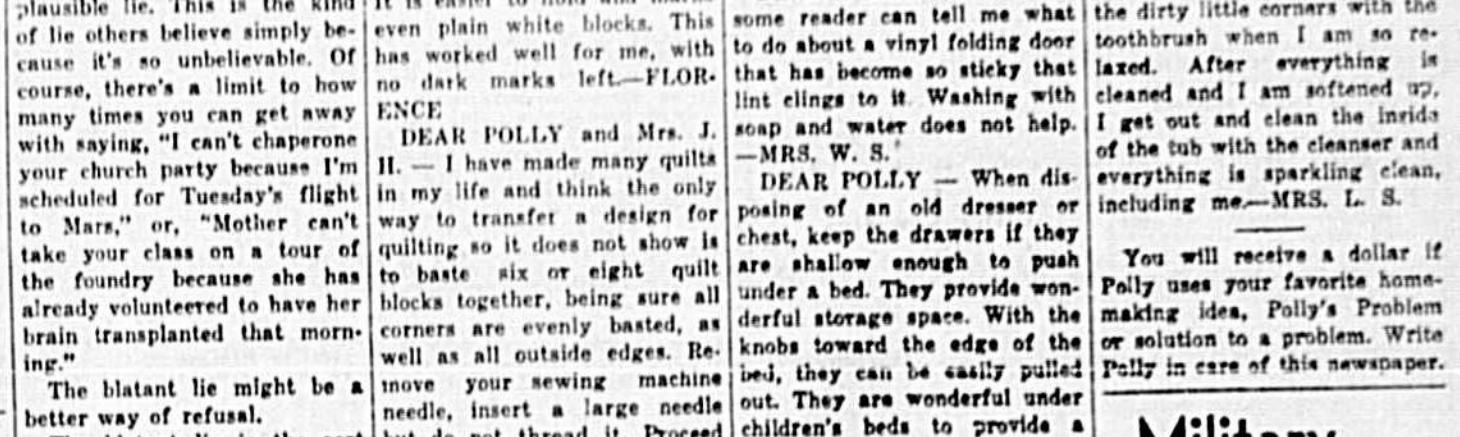 plausible lie. This is the kind
of lie others believe simply be-
cause it's so unbelievable. Of
course, there's a limit to how
many times you can get away
with saying, "I can't chaperone
your church party because I'm
scheduled for Tuesday's flight
to Mars," or, "Mother can't
take your class on a tour of
the foundry because she has
already volunteered to have her
brain transplanted that morn-
ing."
The blatant lie might be a
better way of refusal.
It is easier to hold and
even plain white blocks. This
has worked well for me, with
no dark marks left.—FLOR-
ENCE
DEAR POLLY and Mrs. J.
H. — I have made many quilts
in my life and think the only
way to transfer a design for
quilting so it does not show is
to baste six or eight quilt
blocks together, being sure all
corners are evenly basted, as
well as all outside edges. Re-
move your sewing machine
needle, insert a large needle
but do not thread it. Proceed
some reader can tell me what
to do about a vinyl folding door
that has become so sticky that
lint clings to it. Washing with
soap and water does not help.
—MRS. W. S.
DEAR POLLY — When dis-
posing of an old dresser or
chest, keep the drawers if they
are shallow enough to push
under a bed. They provide won-
derful storage space. With the
knobs toward the edge of the
bed, they can be easily pulled
out. They are wonderful under
children's beds to provide a
the dirty little corners with the
toothbrush when I am so re-
laxed. After everything is
cleaned and I am softened up,
I get out and clean the inside
of the tub with the cleanser and
everything is sparkling clean,
including me.—MRS. L. S.
You will receive a dollar if
Polly uses your favorite home-
making idea, Polly's Problem
or solution to a problem. Write
Polly in care of this newspaper.
Military